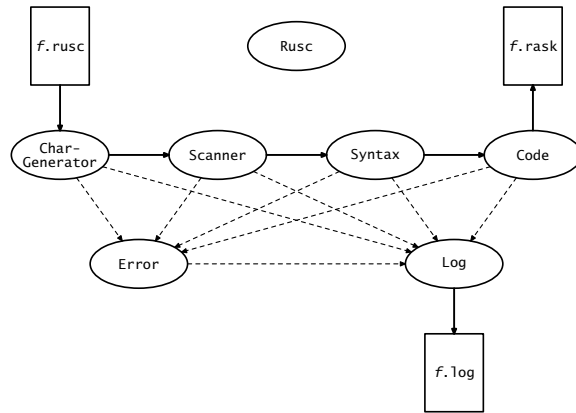 f.rusc
Rusc
f.rask
Char-
Generator
Scanner
Syntax
Code
Error
Log
f.log